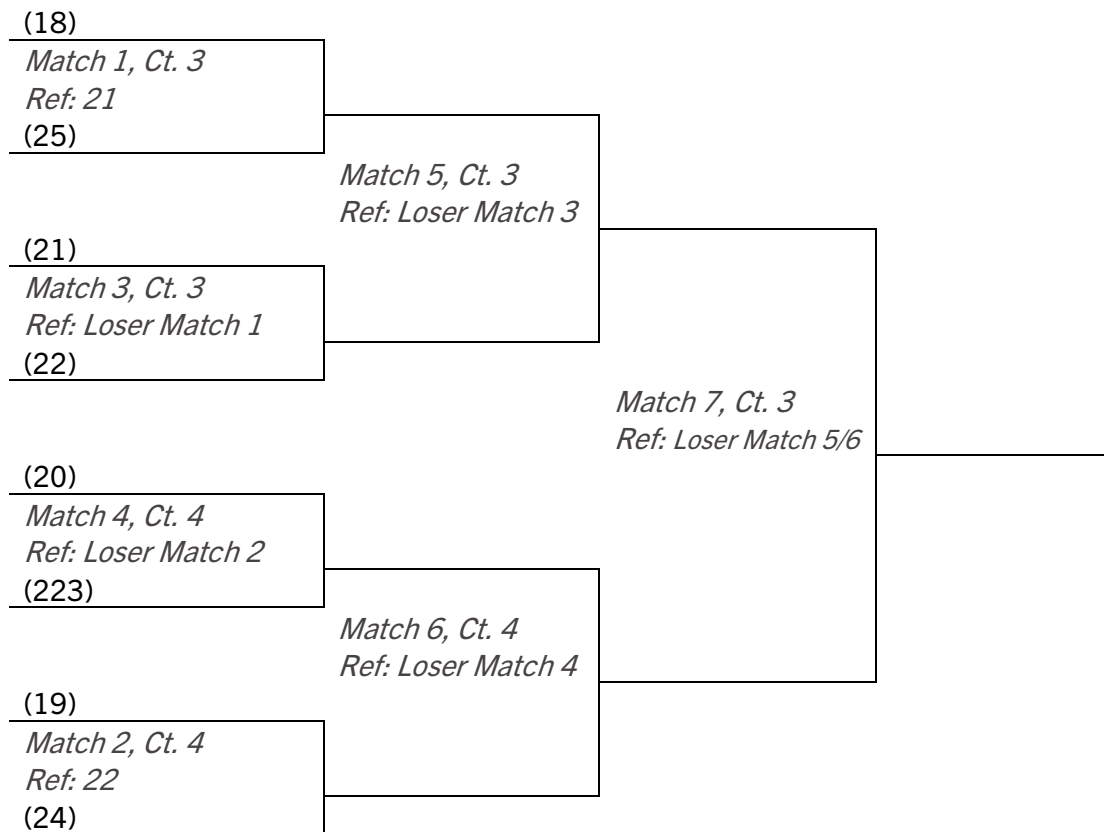 (18)
Match 1, Ct. 3
Ref: 21
(25)
Match 5, Ct. 3
Ref: Loser Match 3
(21)
Match 3, Ct. 3
Ref: Loser Match 1
(22)
Match 7, Ct. 3
Ref: Loser Match 5/6
(20)
Match 4, Ct. 4
Ref: Loser Match 2
(223)
Match 6, Ct. 4
Ref: Loser Match 4
(19)
Match 2, Ct. 4
Ref: 22
(24)